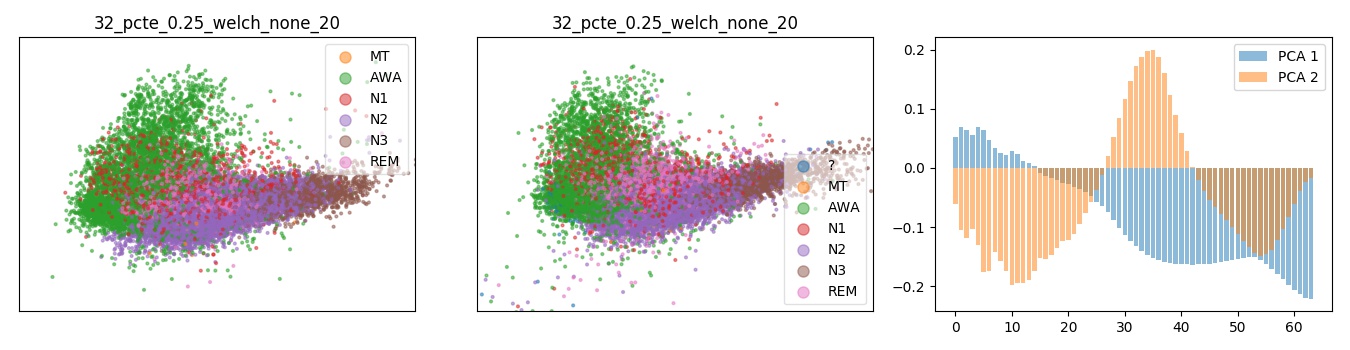 32_pcte_0.25_welch_none_20
MT
AWA
N1
N2
N3
REM
32_pcte_0.25_welch_none_20
?
MT
AWA
N1
N2
N3
REM
PCA 1
PCA 2
0.2
0.1
0.0
−0.1
−0.2
0 10 20 30 40 50 60